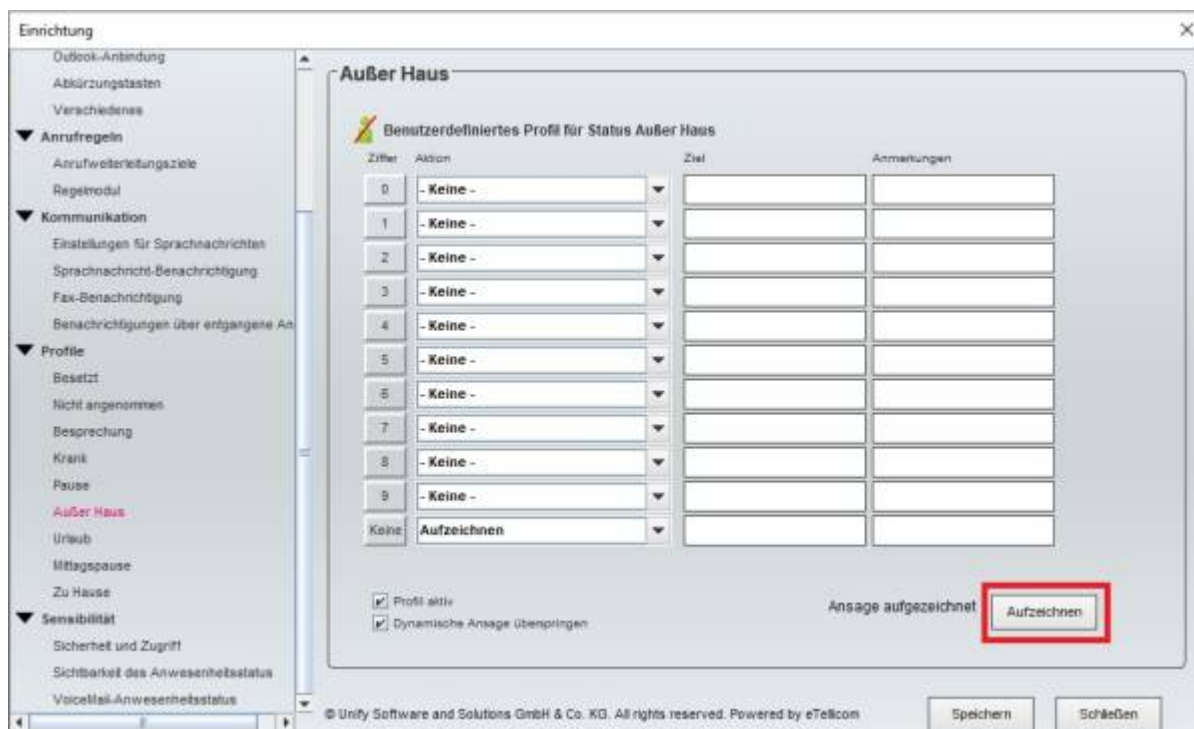 Einrichtung
Outlook-Anbindung
Abkürzungstasten
Verschiedenes
Anrufregeln
Anrufweiterleitungsziele
Regelmodul
Kommunikation
Einstellungen für Sprachnachrichten
Sprachnachricht-Benachrichtigung
Fax-Benachrichtigung
Benachrichtigungen über entgangene An
Profile
Besetzt
Nicht angenommen
Besprechung
Krank
Pause
Außer Haus
Urlaub
Mittagspause
Zu Hause
Sensibilität
Sicherheit und Zugriff
Sichtbarkeit des Anwesenheitsstatus
VoiceMail-Anwesenheitsstatus
Außer Haus
Benutzerdefiniertes Profil für Status Außer Haus
Ziffer Aktion Ziel Anmerkungen
0 - Keine -
1 - Keine -
2 - Keine -
3 - Keine -
4 - Keine -
5 - Keine -
6 - Keine -
7 - Keine -
8 - Keine -
9 - Keine -
Keine Aufzeichnen
Profil aktiv
Dynamische Ansage überspringen
Ansage aufgezeichnet Aufzeichnen
© Unify Software and Solutions GmbH & Co. KG. All rights reserved. Powered by eTellicom
Speichern Schließen